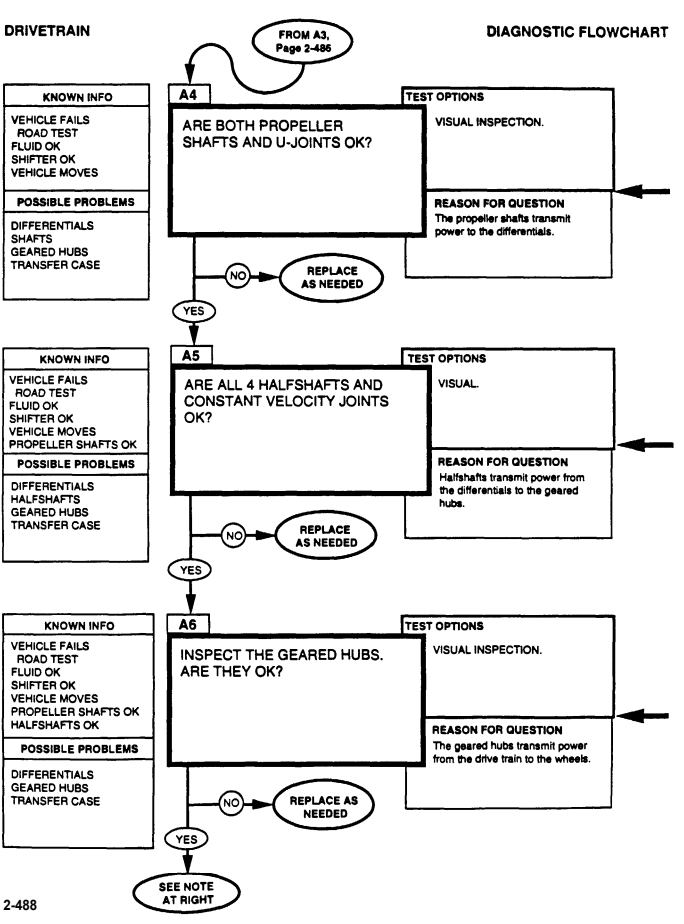 DRIVETRAIN
DIAGNOSTIC FLOWCHART
FROM A3,
Page 2-486
KNOWN INFO
VEHICLE FAILS
ROAD TEST
FLUID OK
SHIFTER OK
VEHICLE MOVES
POSSIBLE PROBLEMS
DIFFERENTIALS
SHAFTS
GEARED HUBS
TRANSFER CASE
A4
ARE BOTH PROPELLER
SHAFTS AND U-JOINTS OK?
TEST OPTIONS
VISUAL INSPECTION.
REASON FOR QUESTION
The propeller shafts transmit
power to the differentials.
NO
REPLACE
AS NEEDED
YES
KNOWN INFO
VEHICLE FAILS
ROAD TEST
FLUID OK
SHIFTER OK
VEHICLE MOVES
PROPELLER SHAFTS OK
POSSIBLE PROBLEMS
DIFFERENTIALS
HALFSHAFTS
GEARED HUBS
TRANSFER CASE
A5
ARE ALL 4 HALFSHAFTS AND
CONSTANT VELOCITY JOINTS
OK?
TEST OPTIONS
VISUAL.
REASON FOR QUESTION
Halfshafts transmit power from
the differentials to the geared
hubs.
NO
REPLACE
AS NEEDED
YES
KNOWN INFO
VEHICLE FAILS
ROAD TEST
FLUID OK
SHIFTER OK
VEHICLE MOVES
PROPELLER SHAFTS OK
HALFSHAFTS OK
POSSIBLE PROBLEMS
DIFFERENTIALS
GEARED HUBS
TRANSFER CASE
A6
INSPECT THE GEARED HUBS.
ARE THEY OK?
TEST OPTIONS
VISUAL INSPECTION.
REASON FOR QUESTION
The geared hubs transmit power
from the drive train to the wheels.
NO
REPLACE AS
NEEDED
YES
SEE NOTE
AT RIGHT
2-488